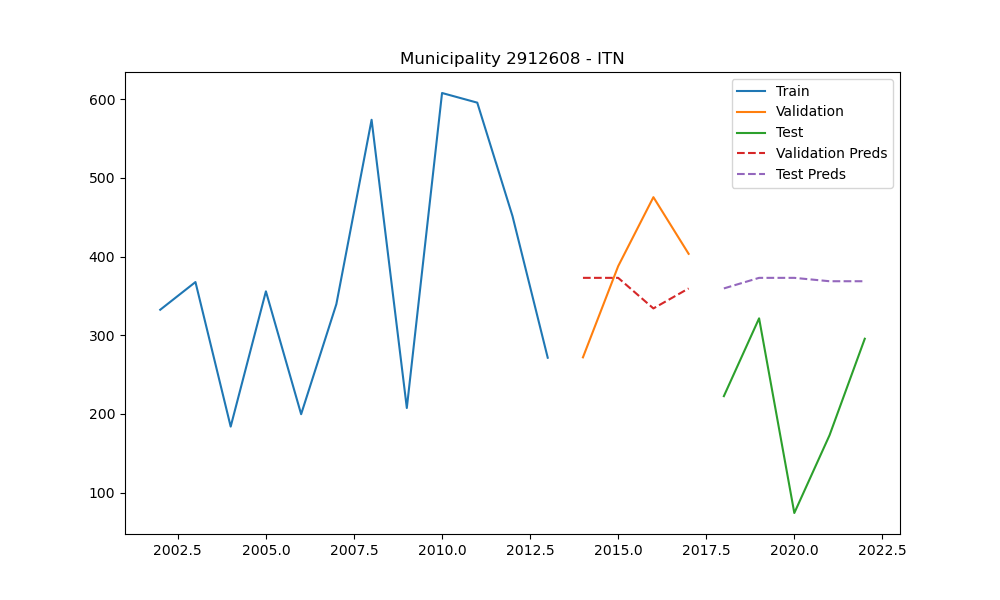 Municipality 2912608 - ITN
Train
Validation
Test
Validation Preds
Test Preds
600
500
400
300
200
100
2002.5 2005.0 2007.5 2010.0 2012.5 2015.0 2017.5 2020.0 2022.5